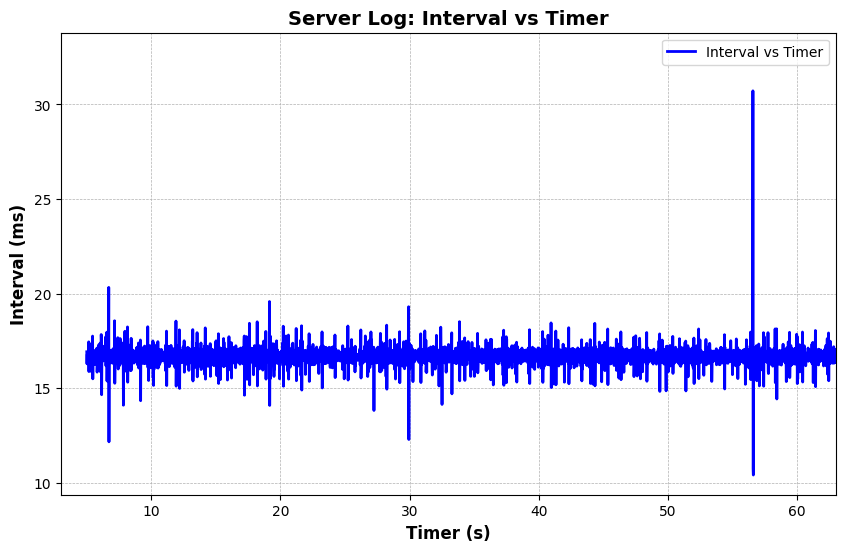 Server Log: Interval vs Timer
Interval vs Timer
30
25
20
15
10
Interval (ms)
10 20 30 40 50 60
Timer (s)